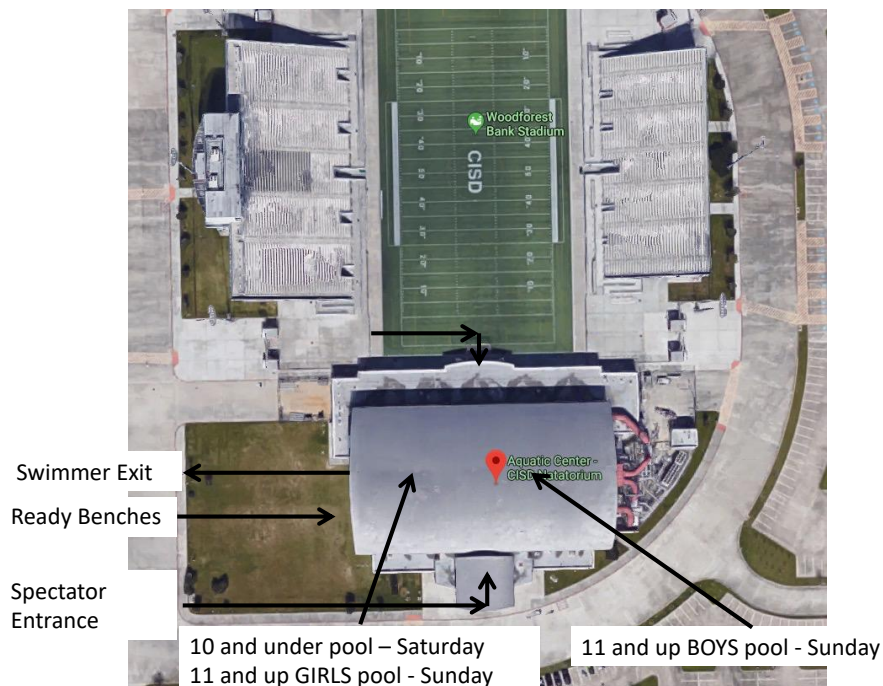 Woodforest
Bank Stadium
CISD
Aquatic Center -
CISD Natatorium
Swimmer Exit
Ready Benches
Spectator
Entrance
10 and under pool – Saturday
11 and up GIRLS pool - Sunday
11 and up BOYS pool - Sunday